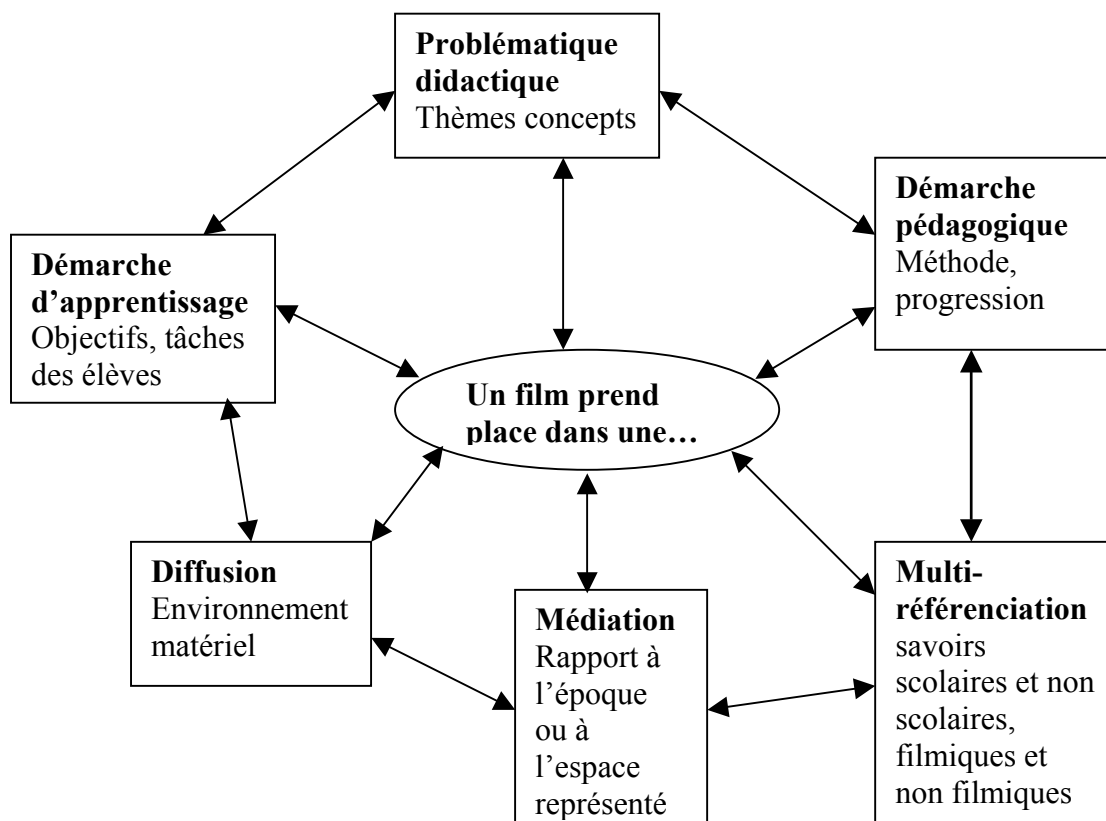 Problématique
didactique
Thèmes concepts
Démarche
pédagogique
Méthode,
progression
Démarche
d’apprentissage
Objectifs, tâches
des élèves
Un film prend
place dans une…
Diffusion
Environnement
matériel
Médiation
Rapport à
l’époque
ou à
l’espace
représenté
Multi-
référenciation
savoirs
scolaires et non
scolaires,
filmiques et
non filmiques